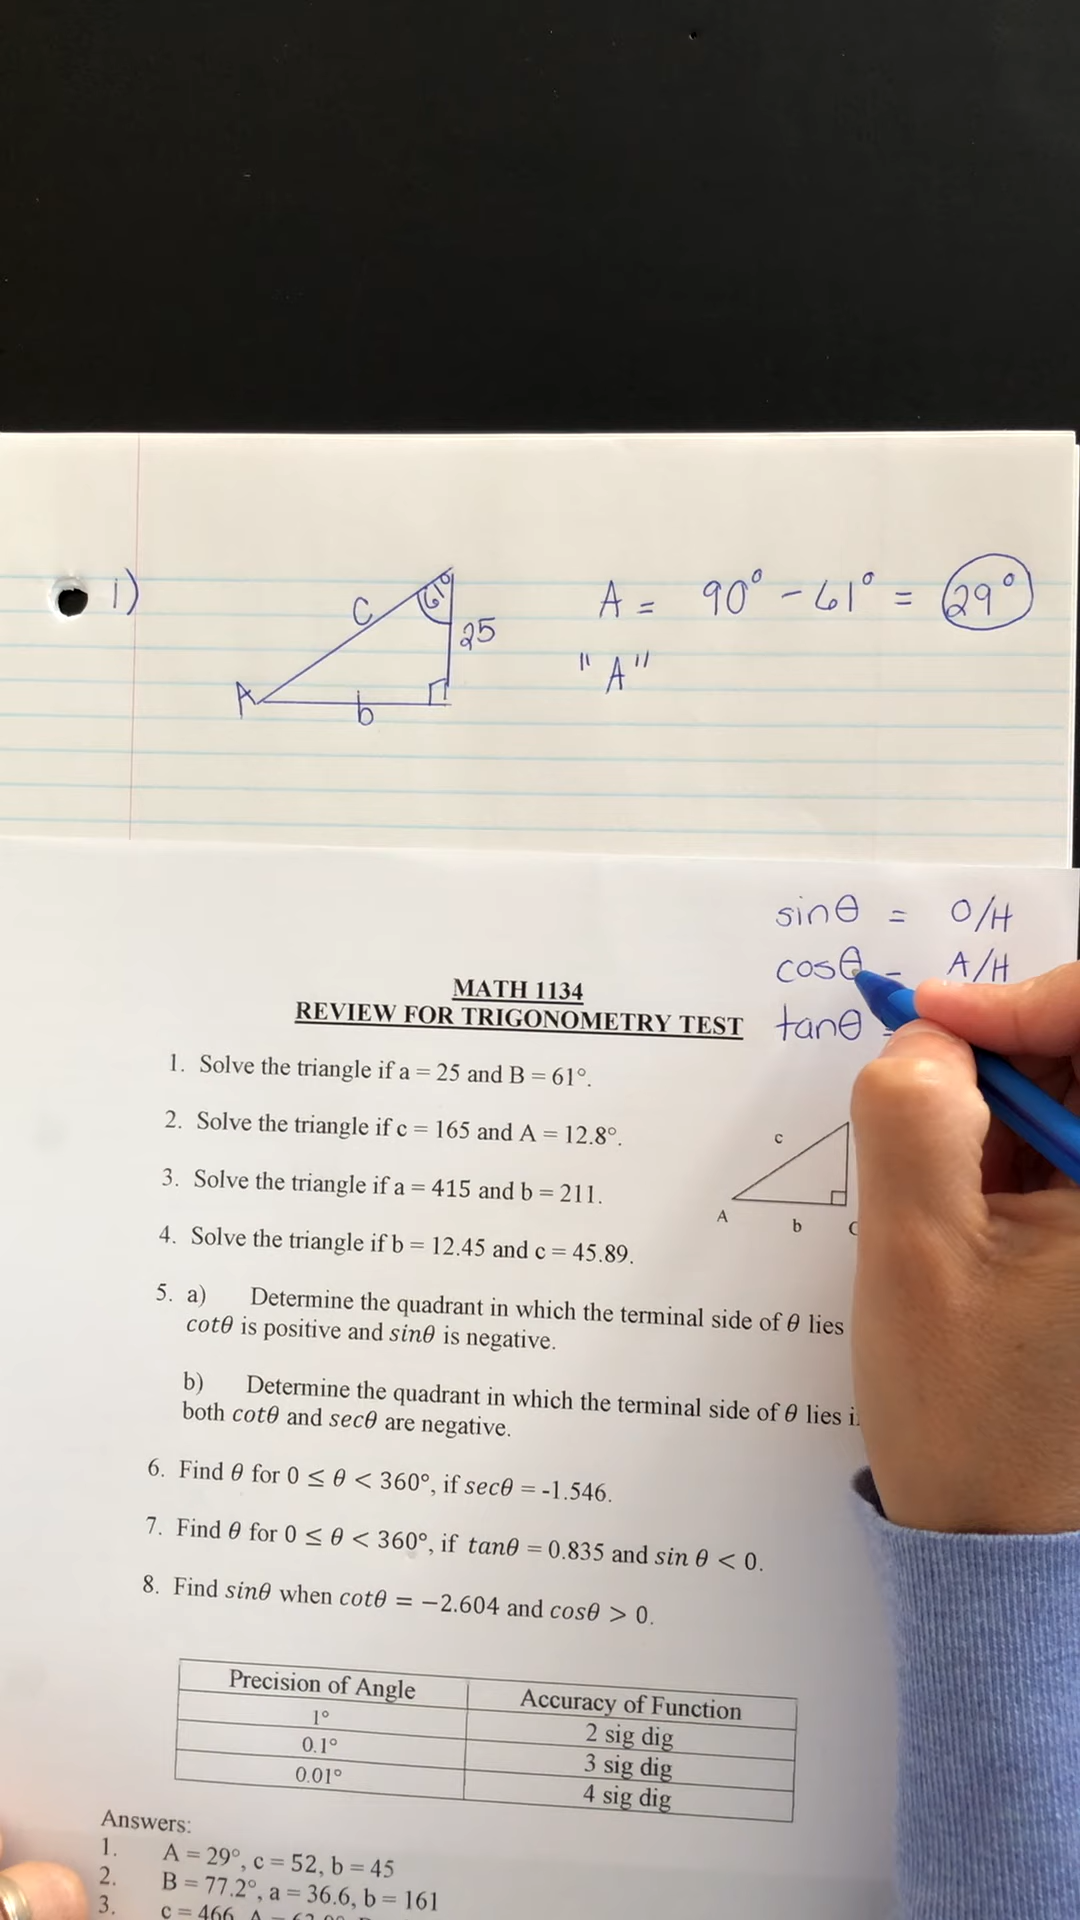 1)
C
61°
25
A
b
A = 90° - 61° = 29°
"A"
sinθ = O/H
cosθ = A/H
tanθ =
MATH 1134
REVIEW FOR TRIGONOMETRY TEST
1. Solve the triangle if a = 25 and B = 61°.
2. Solve the triangle if c = 165 and A = 12.8°.
3. Solve the triangle if a = 415 and b = 211.
4. Solve the triangle if b = 12.45 and c = 45.89.
c
A
b
C
5. a) Determine the quadrant in which the terminal side of θ lies
cotθ is positive and sinθ is negative.
b) Determine the quadrant in which the terminal side of θ lies
both cotθ and secθ are negative.
6. Find θ for 0 ≤ θ < 360°, if secθ = -1.546.
7. Find θ for 0 ≤ θ < 360°, if tanθ = 0.835 and sin θ < 0.
8. Find sinθ when cotθ = −2.604 and cosθ > 0.
Precision of Angle Accuracy of Function
1° 2 sig dig
0.1° 3 sig dig
0.01° 4 sig dig
Answers:
1. A = 29°, c = 52, b = 45
2. B = 77.2°, a = 36.6, b = 161
3. c = 466, A =